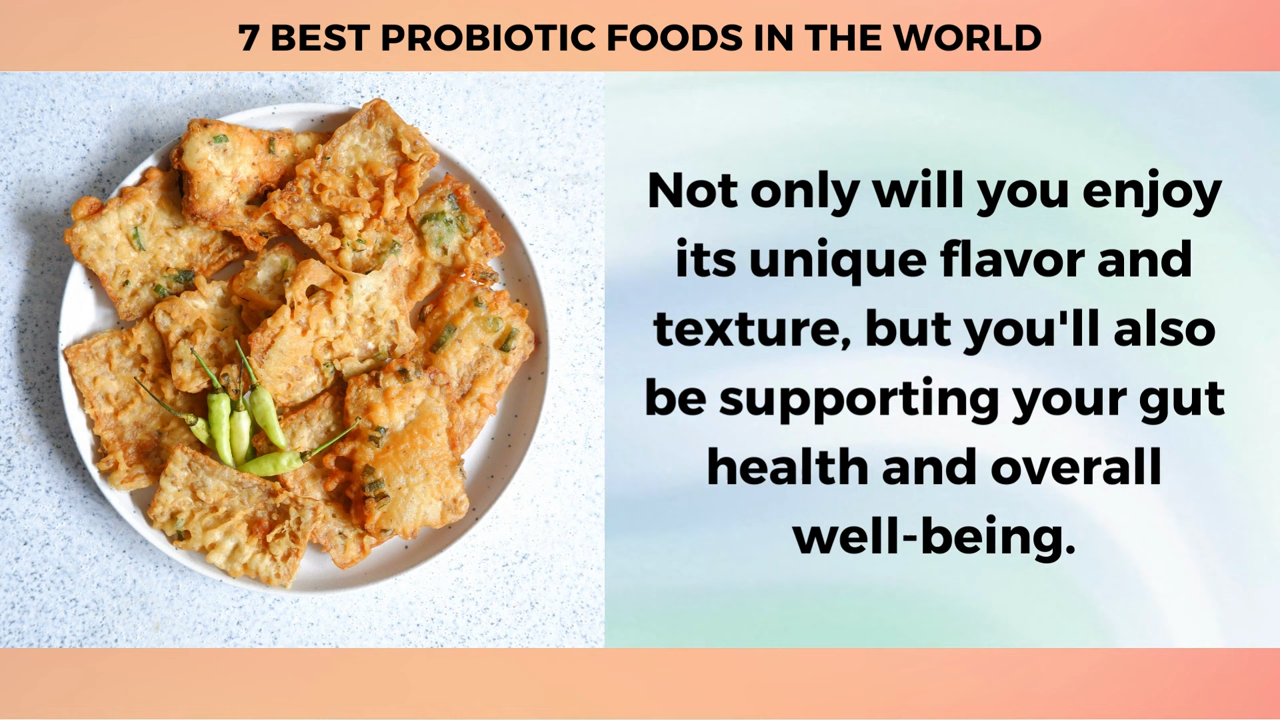 7 BEST PROBIOTIC FOODS IN THE WORLD
Not only will you enjoy
its unique flavor and
texture, but you'll also
be supporting your gut
health and overall
well-being.